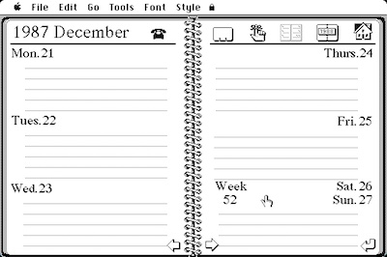 File Edit Go Tools Font Style
1987 December
Mon.21
Tues.22
Wed.23
Thurs.24
Fri.25
Week Sat.26
52 Sun.27